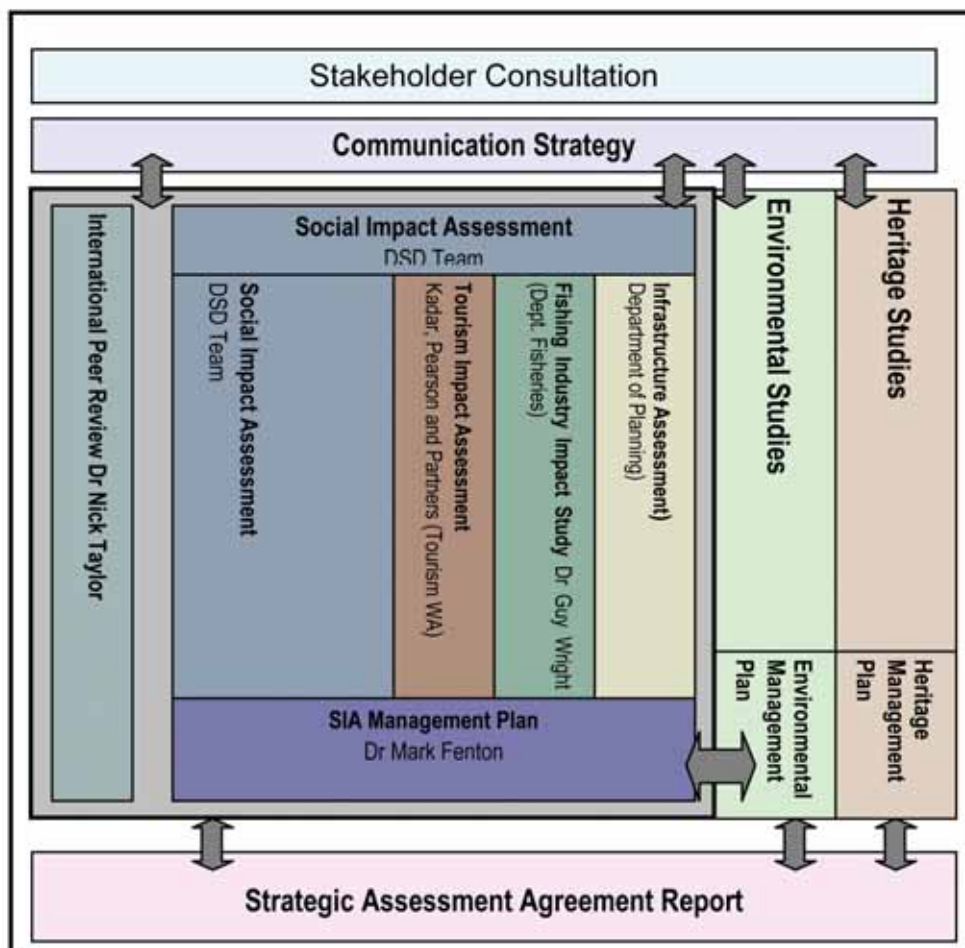 Stakeholder Consultation
Communication Strategy
International Peer Review Dr Nick Taylor
Social Impact Assessment
DSD Team
Social Impact Assessment
DSD Team
Tourism Impact Assessment
Kadar, Pearson and Partners (Tourism WA)
Fishing Industry Impact Study Dr Guy Wright
(Dept. Fisheries)
Infrastructure Assessment)
Department of Planning)
SIA Management Plan
Dr Mark Fenton
Environmental Studies
Environmental
Management
Plan
Heritage Studies
Heritage
Management
Plan
Strategic Assessment Agreement Report